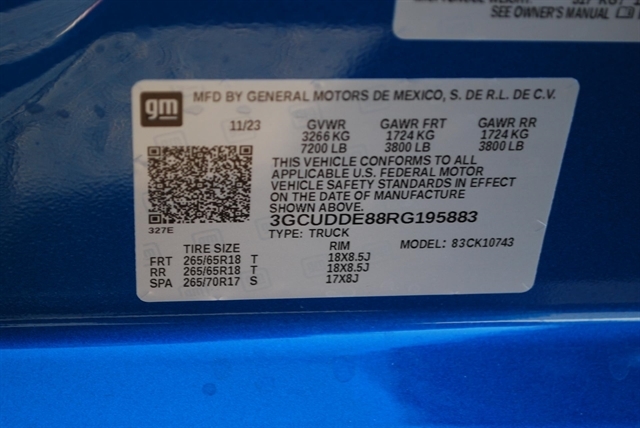 SEE OWNER'S MANUAL
gm
MFD BY GENERAL MOTORS DE MEXICO, S. DE R.L. DE C.V.
11/23 GVWR GAWR FRT GAWR RR
3266 KG 1724 KG 1724 KG
7200 LB 3800 LB 3800 LB
THIS VEHICLE CONFORMS TO ALL
APPLICABLE U.S. FEDERAL MOTOR
VEHICLE SAFETY STANDARDS IN EFFECT
ON THE DATE OF MANUFACTURE
SHOWN ABOVE.
3GCUDDE88RG195883
327E
TYPE: TRUCK MODEL: 83CK10743
TIRE SIZE RIM
FRT 265/65R18 T 18X8.5J
RR 265/65R18 T 18X8.5J
SPA 265/70R17 S 17X8J